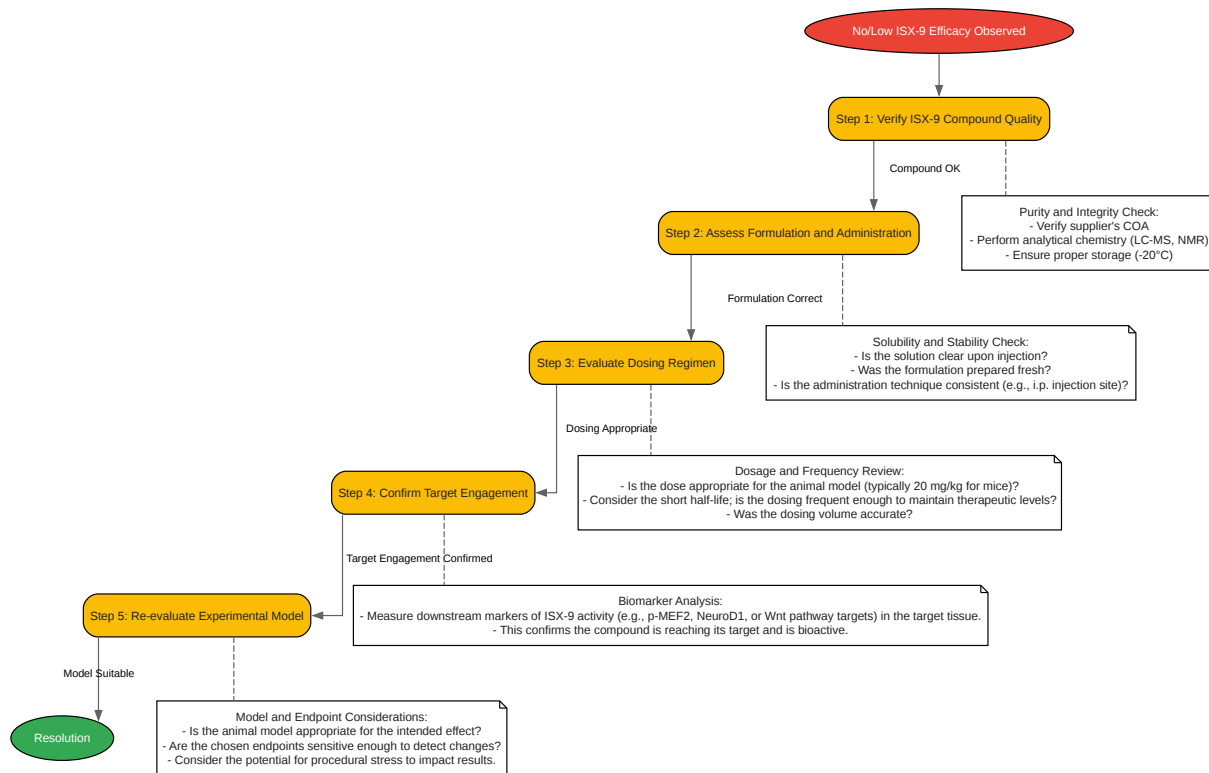 No/Low ISX-9 Efficacy Observed
Step 1: Verify ISX-9 Compound Quality
Compound OK
Purity and Integrity Check:
- Verify supplier's COA
- Perform analytical chemistry (LC-MS, NMR)
- Ensure proper storage (-20°C)
Step 2: Assess Formulation and Administration
Formulation Correct
Solubility and Stability Check:
- Is the solution clear upon injection?
- Was the formulation prepared fresh?
- Is the administration technique consistent (e.g., i.p. injection site)?
Step 3: Evaluate Dosing Regimen
Dosing Appropriate
Dosage and Frequency Review:
- Is the dose appropriate for the animal model (typically 20 mg/kg for mice)?
- Consider the short half-life; is the dosing frequent enough to maintain therapeutic levels?
- Was the dosing volume accurate?
Step 4: Confirm Target Engagement
Target Engagement Confirmed
Biomarker Analysis:
- Measure downstream markers of ISX-9 activity (e.g., p-MEF2, NeuroD1, or Wnt pathway targets) in the target tissue.
- This confirms the compound is reaching its target and is bioactive.
Step 5: Re-evaluate Experimental Model
Model Suitable
Model and Endpoint Considerations:
- Is the animal model appropriate for the intended effect?
- Are the chosen endpoints sensitive enough to detect changes?
- Consider the potential for procedural stress to impact results.
Resolution